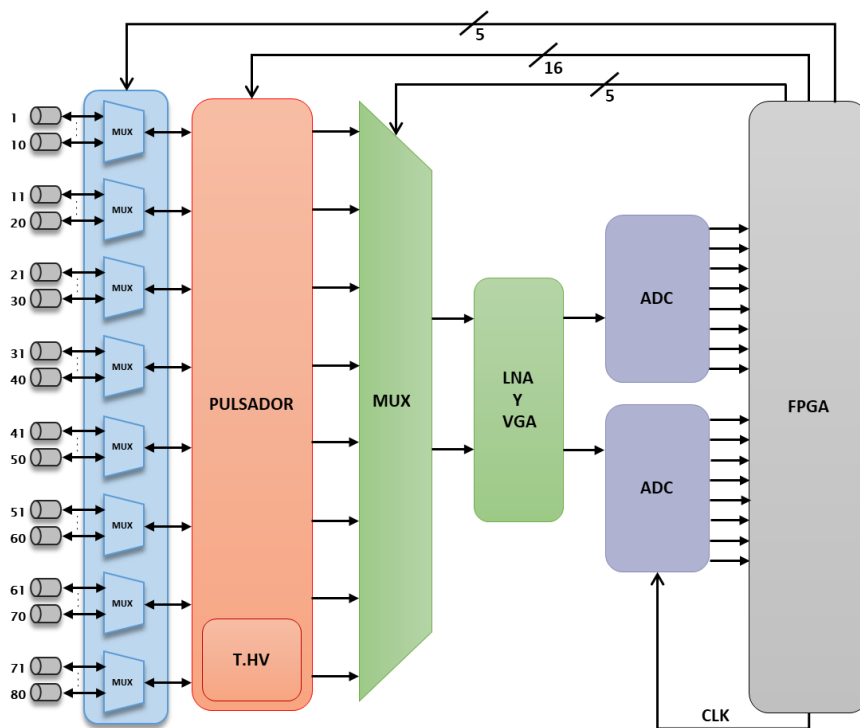 5
16
5
1
MUX
10
11
MUX
20
21
MUX
30
31
MUX
40
41
MUX
50
51
MUX
60
61
MUX
70
71
MUX
80
PULSADOR
T.HV
MUX
LNA
Y
VGA
ADC
ADC
FPGA
CLK